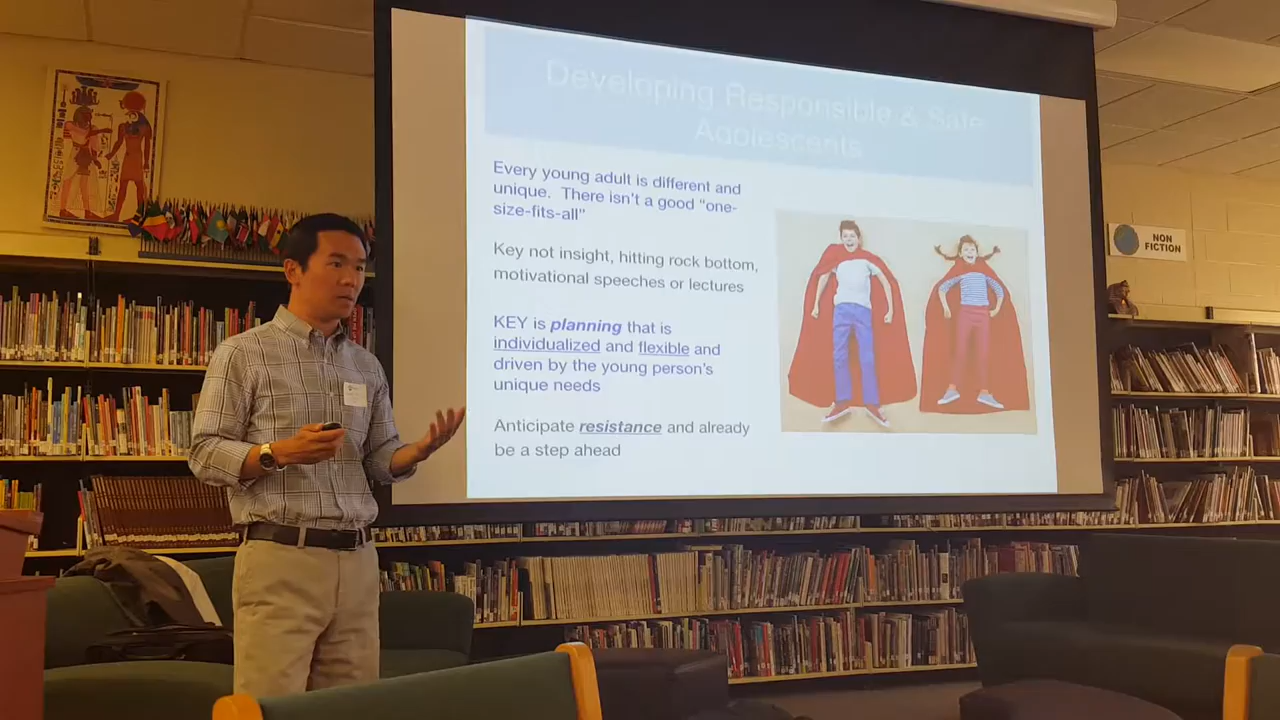 Developing Responsible & Safe
Adolescents
Every young adult is different and
unique. There isn't a good "one-
size-fits-all"
Key not insight, hitting rock bottom,
motivational speeches or lectures
KEY is planning that is
individualized and flexible and
driven by the young person's
unique needs
Anticipate resistance and already
be a step ahead
NON
FICTION